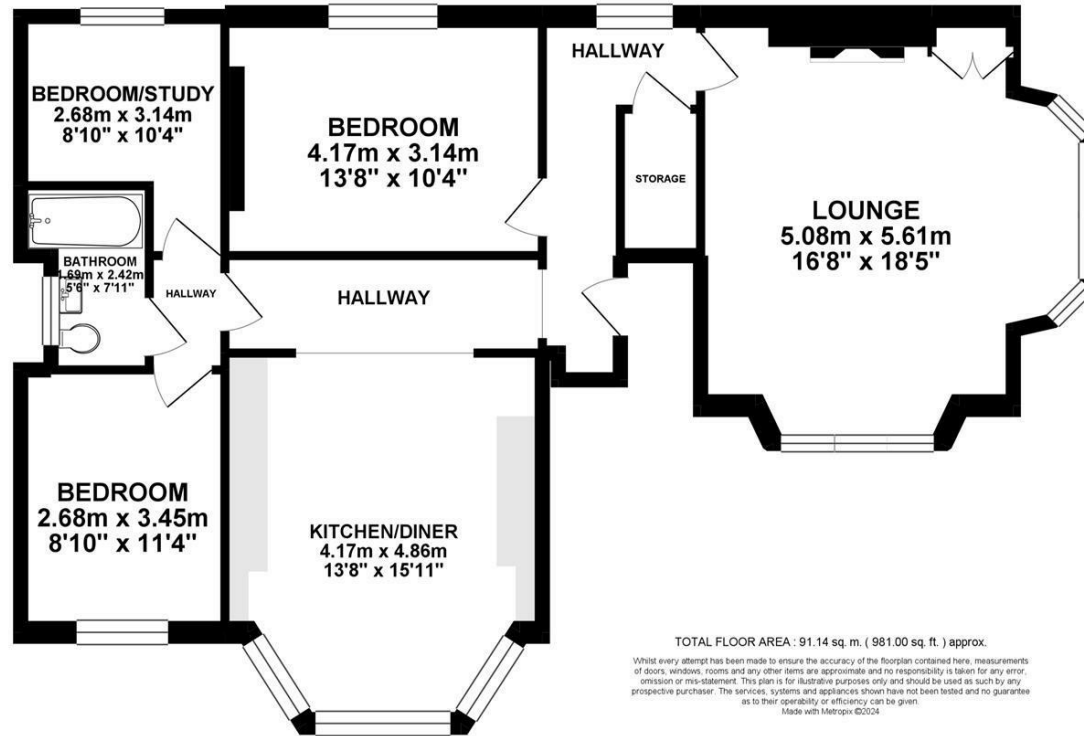 BEDROOM/STUDY
2.68m x 3.14m
8'10" x 10'4"
BEDROOM
4.17m x 3.14m
13'8" x 10'4"
HALLWAY
STORAGE
LOUNGE
5.08m x 5.61m
16'8" x 18'5"
BATHROOM
1.69m x 2.42m
5'6" x 7'11"
HALLWAY
HALLWAY
BEDROOM
2.68m x 3.45m
8'10" x 11'4"
KITCHEN/DINER
4.17m x 4.86m
13'8" x 15'11"
TOTAL FLOOR AREA : 91.14 sq. m. ( 981.00 sq. ft. ) approx.
Whilst every attempt has been made to ensure the accuracy of the floorplan contained here, measurements
of doors, windows, rooms and any other items are approximate and no responsibility is taken for any error,
omission or mis-statement. This plan is for illustrative purposes only and should be used as such by any
prospective purchaser. The services, systems and appliances shown have not been tested and no guarantee
as to their operability or efficiency can be given.
Made with Metropix ©2024